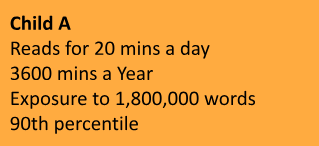 Child A
Reads for 20 mins a day
3600 mins a Year
Exposure to 1,800,000 words
90th percentile